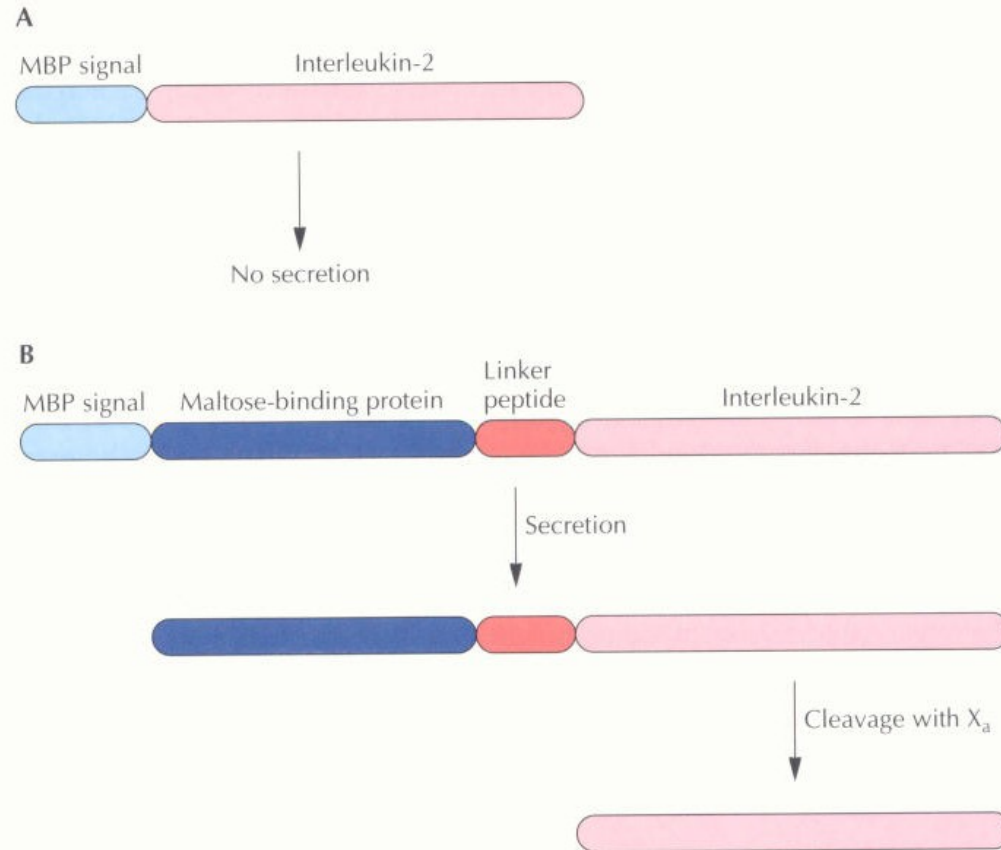 A
MBP signal
Interleukin-2
No secretion
B
MBP signal
Maltose-binding protein
Linker
peptide
Interleukin-2
Secretion
Cleavage with Xₐ